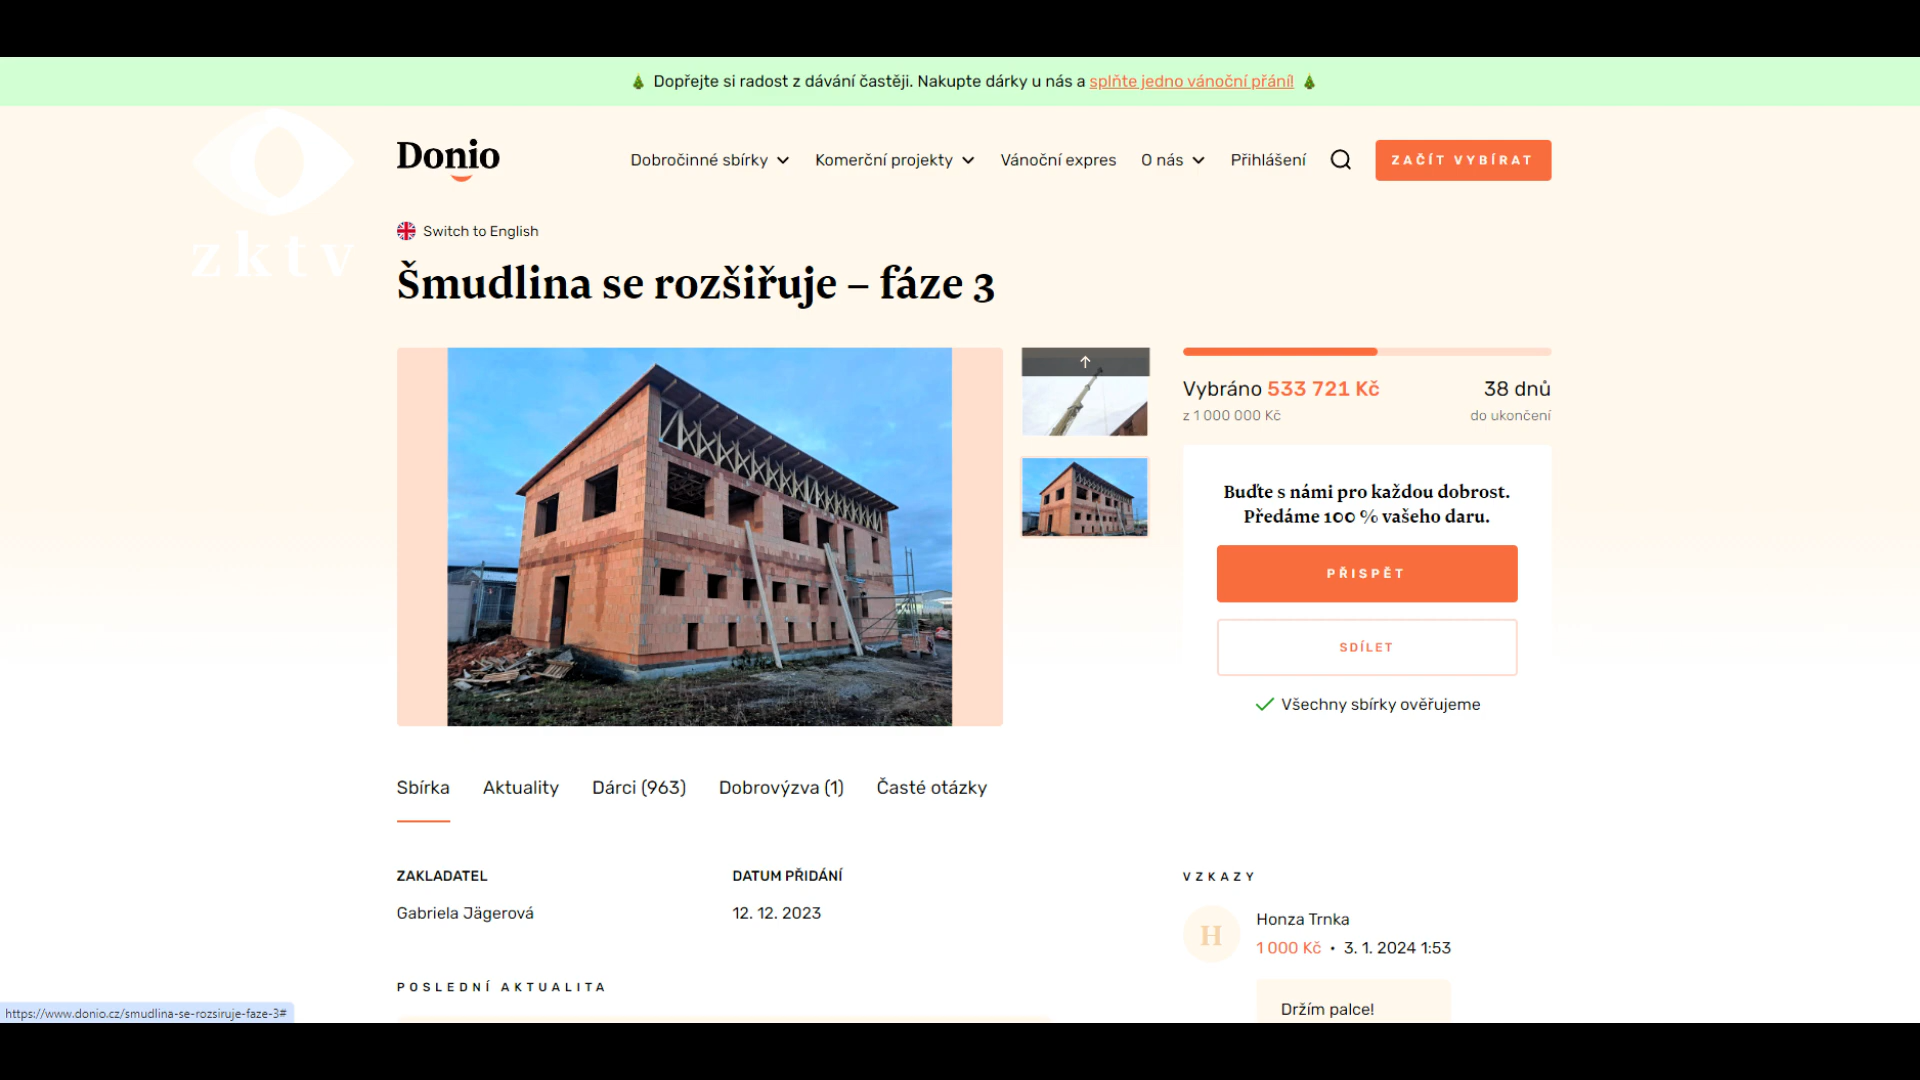 Dopřejte si radost z dávání častěji. Nakupte dárky u nás a splňte jedno vánoční přání!
zktv
Donio
Dobročinné sbírky
Komerční projekty
Vánoční expres
O nás
Přihlášení
ZAČÍT VYBÍRAT
Switch to English
Šmudlina se rozšiřuje – fáze 3
Vybráno 533 721 Kč
38 dnů
z 1 000 000 Kč
do ukončení
Buďte s námi pro každou dobrost.
Předáme 100 % vašeho daru.
PŘISPĚT
SDÍLET
Všechny sbírky ověřujeme
Sbírka
Aktuality
Dárci (963)
Dobrovýzva (1)
Časté otázky
ZAKLADATEL
DATUM PŘIDÁNÍ
Gabriela Jägerová
12. 12. 2023
VZKAZY
H
Honza Trnka
1 000 Kč • 3. 1. 2024 1:53
Držím palce!
POSLEDNÍ AKTUALITA
https://www.donio.cz/smudlina-se-rozsiruje-faze-3#